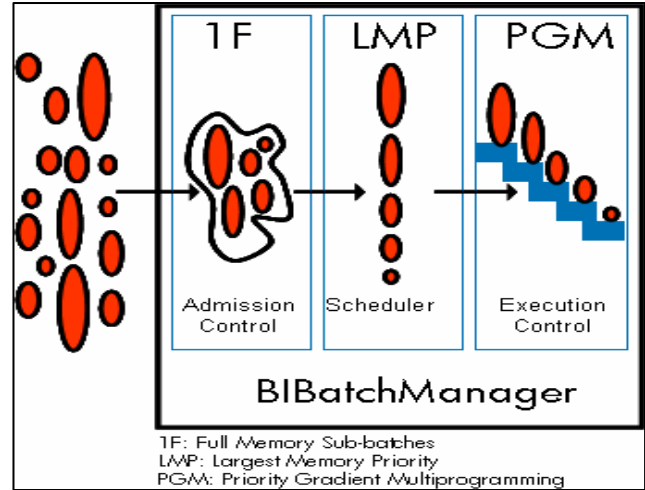 1F LMP PGM
Admission Control
Scheduler
Execution Control
BIBatchManager
1F: Full Memory Sub-batches
LMP: Largest Memory Priority
PGM: Priority Gradient Multiprogramming